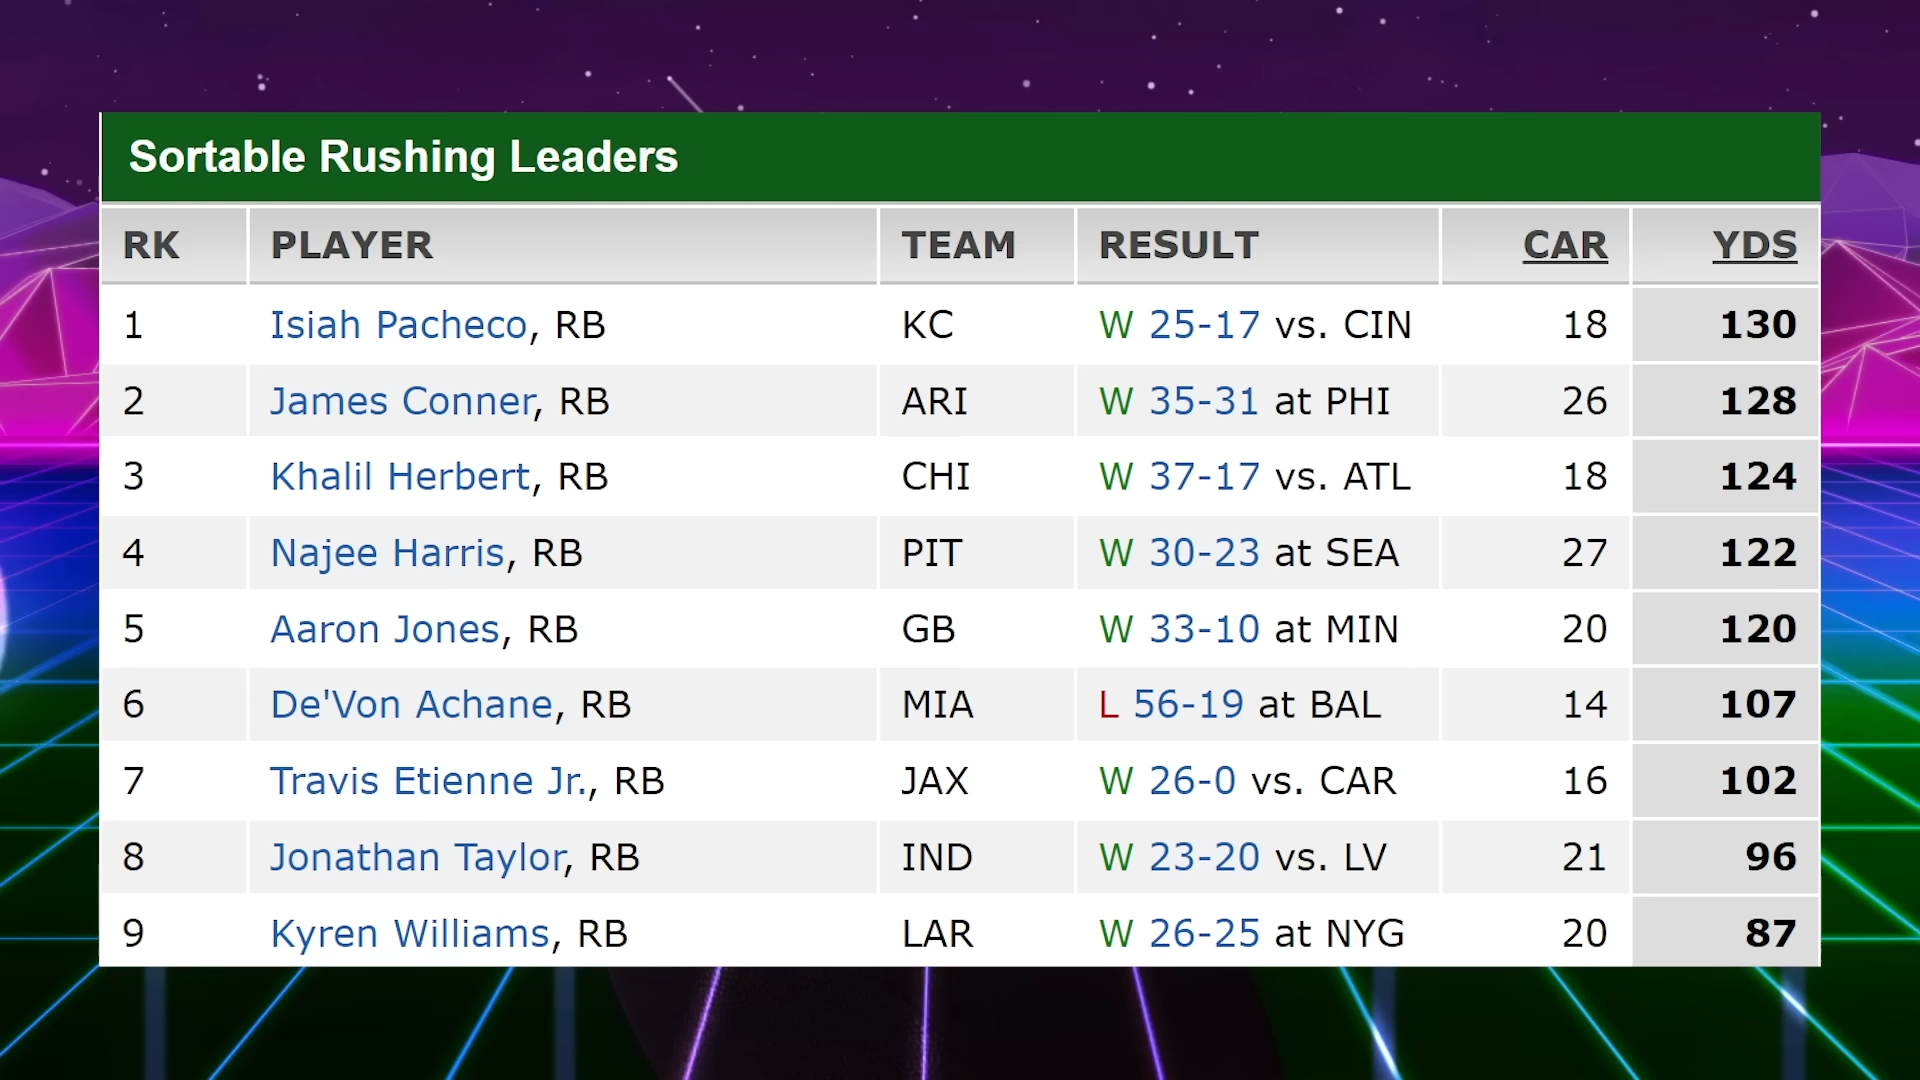 Sortable Rushing Leaders
RK PLAYER TEAM RESULT CAR YDS
1 Isiah Pacheco, RB KC W 25-17 vs. CIN 18 130
2 James Conner, RB ARI W 35-31 at PHI 26 128
3 Khalil Herbert, RB CHI W 37-17 vs. ATL 18 124
4 Najee Harris, RB PIT W 30-23 at SEA 27 122
5 Aaron Jones, RB GB W 33-10 at MIN 20 120
6 De'Von Achane, RB MIA L 56-19 at BAL 14 107
7 Travis Etienne Jr., RB JAX W 26-0 vs. CAR 16 102
8 Jonathan Taylor, RB IND W 23-20 vs. LV 21 96
9 Kyren Williams, RB LAR W 26-25 at NYG 20 87